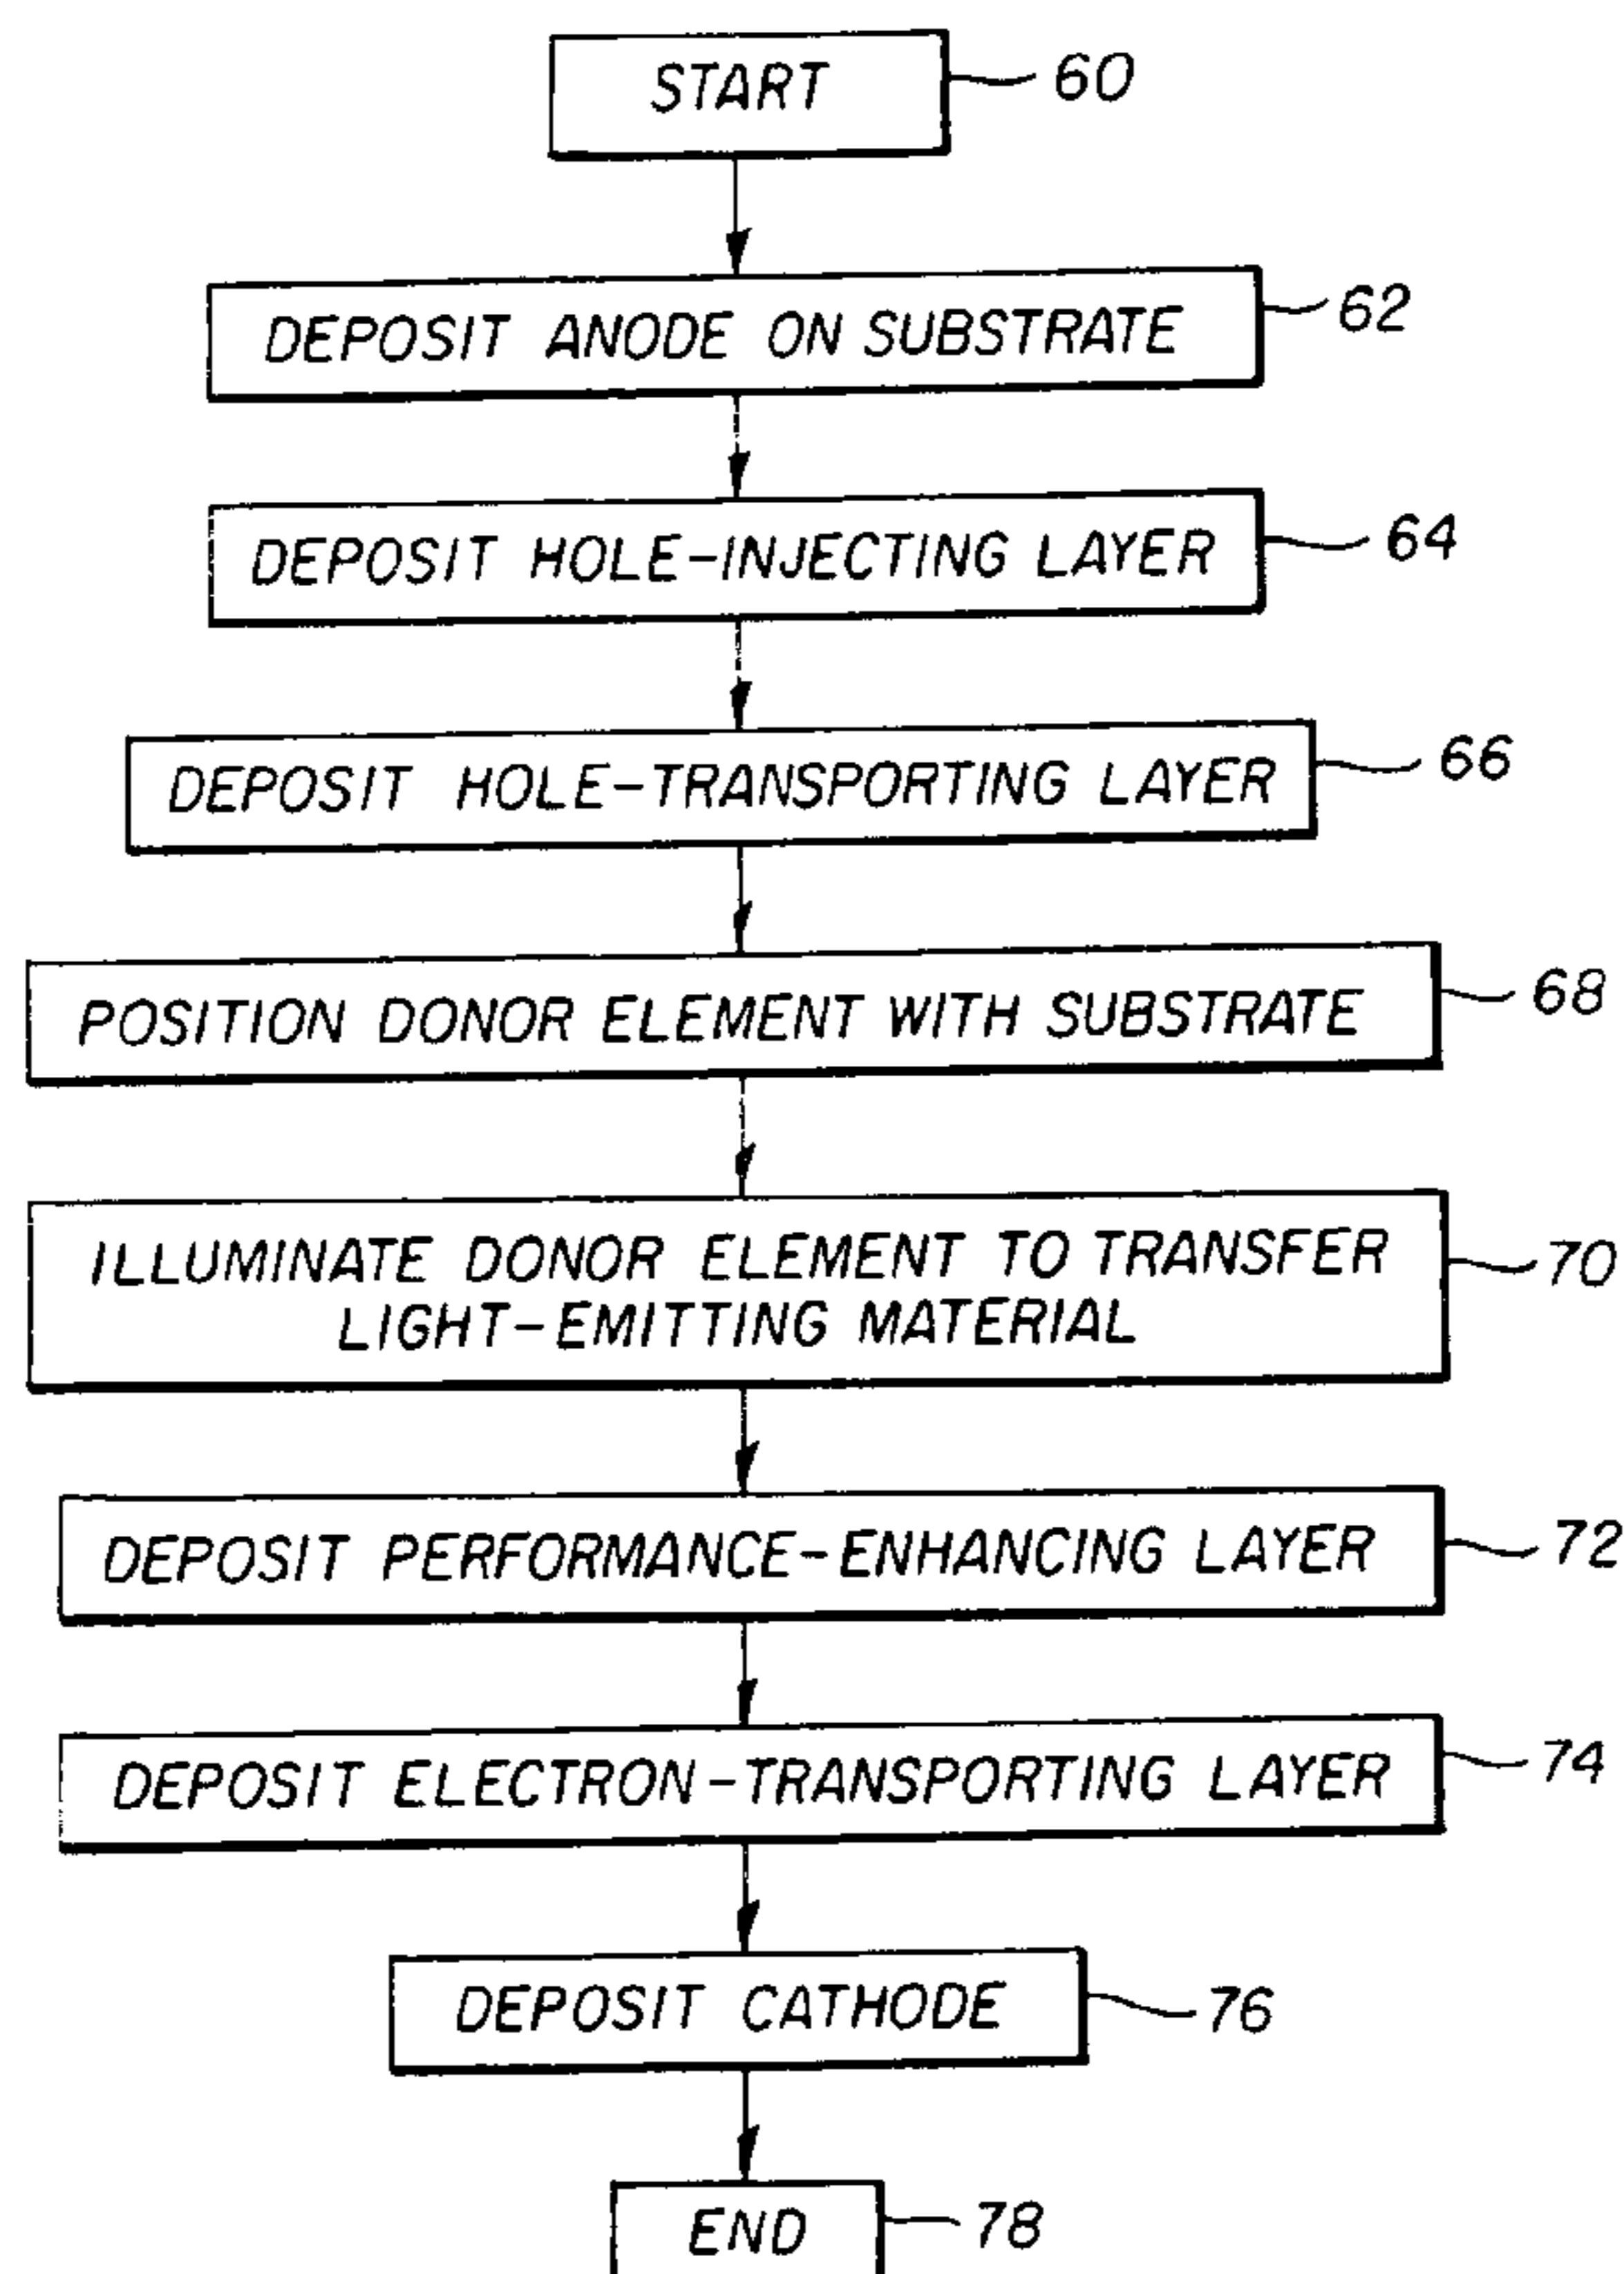 START
60
DEPOSIT ANODE ON SUBSTRATE
62
DEPOSIT HOLE-INJECTING LAYER
64
DEPOSIT HOLE-TRANSPORTING LAYER
66
POSITION DONOR ELEMENT WITH SUBSTRATE
68
ILLUMINATE DONOR ELEMENT TO TRANSFER
LIGHT-EMITTING MATERIAL
70
DEPOSIT PERFORMANCE-ENHANCING LAYER
72
DEPOSIT ELECTRON-TRANSPORTING LAYER
74
DEPOSIT CATHODE
76
END
78